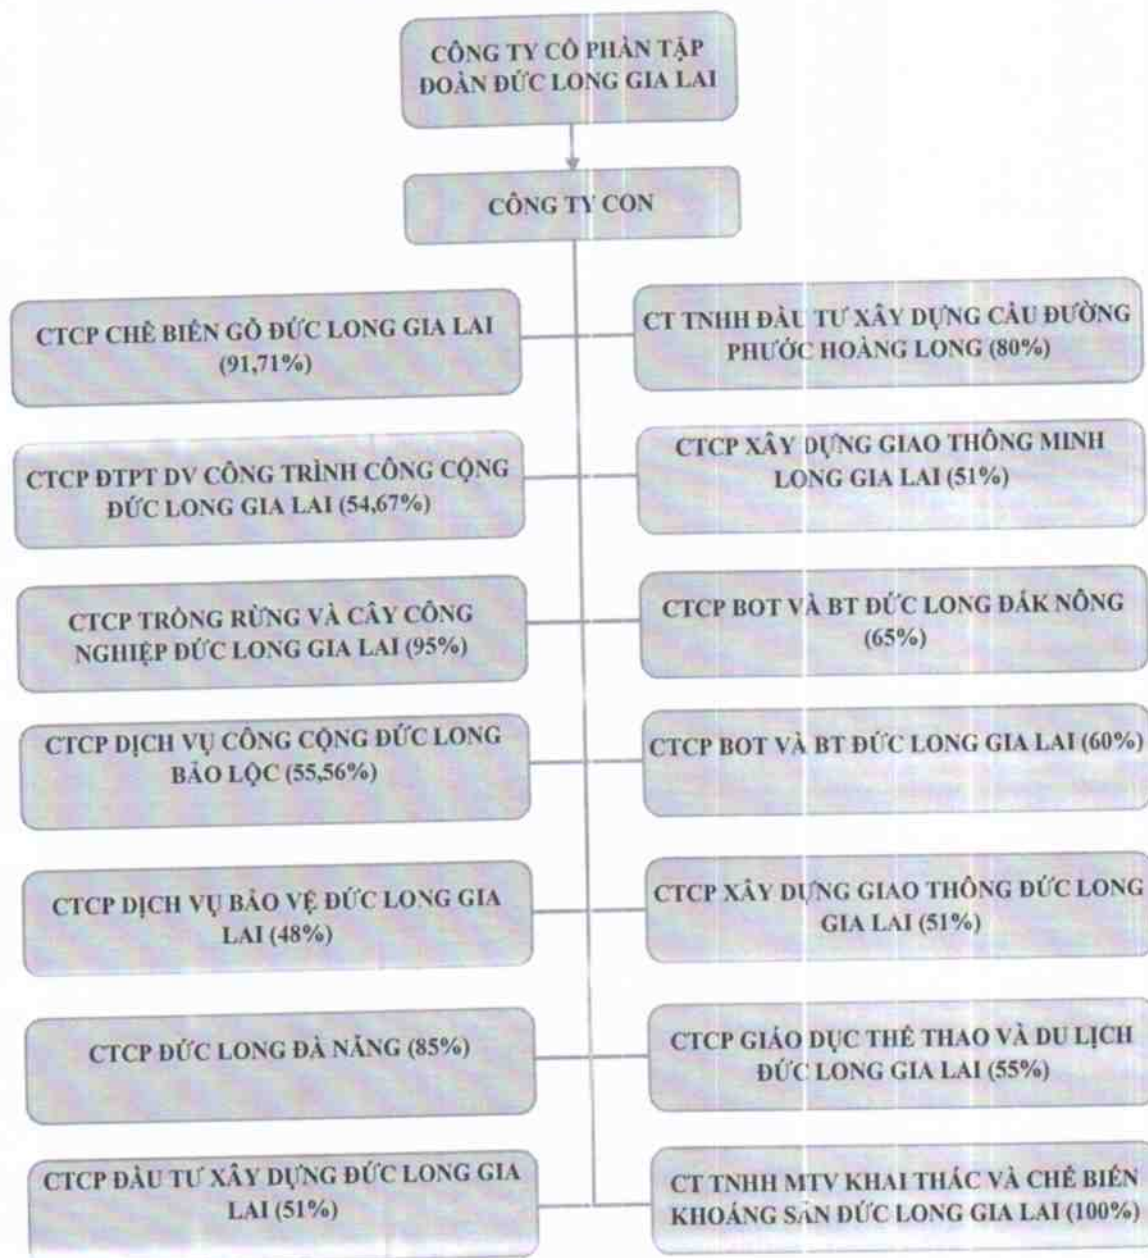 CÔNG TY CỔ PHẦN TẬP
ĐOÀN ĐỨC LONG GIA LAI
CÔNG TY CON
CTCP CHẾ BIẾN GỖ ĐỨC LONG GIA LAI
(91,71%)
CT TNHH ĐẦU TƯ XÂY DỰNG CẦU ĐƯỜNG
PHƯỚC HOÀNG LONG (80%)
CTCP ĐTPT DV CÔNG TRÌNH CÔNG CỘNG
ĐỨC LONG GIA LAI (54,67%)
CTCP XÂY DỰNG GIAO THÔNG MINH
LONG GIA LAI (51%)
CTCP TRỒNG RỪNG VÀ CÂY CÔNG
NGHIỆP ĐỨC LONG GIA LAI (95%)
CTCP BOT VÀ BT ĐỨC LONG ĐẮK NÔNG
(65%)
CTCP DỊCH VỤ CÔNG CỘNG ĐỨC LONG
BẢO LỘC (55,56%)
CTCP BOT VÀ BT ĐỨC LONG GIA LAI (60%)
CTCP DỊCH VỤ BẢO VỆ ĐỨC LONG GIA
LAI (48%)
CTCP XÂY DỰNG GIAO THÔNG ĐỨC LONG
GIA LAI (51%)
CTCP ĐỨC LONG ĐÀ NẴNG (85%)
CTCP GIÁO DỤC THỂ THAO VÀ DU LỊCH
ĐỨC LONG GIA LAI (55%)
CTCP ĐẦU TƯ XÂY DỰNG ĐỨC LONG GIA
LAI (51%)
CT TNHH MTV KHAI THÁC VÀ CHẾ BIẾN
KHOÁNG SẢN ĐỨC LONG GIA LAI (100%)